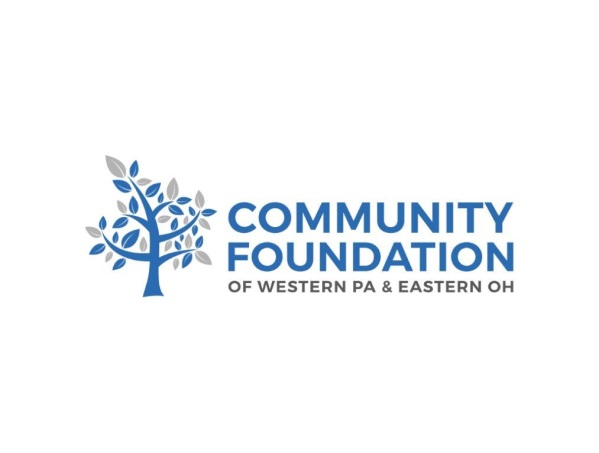 COMMUNITY
FOUNDATION
OF WESTERN PA & EASTERN OH